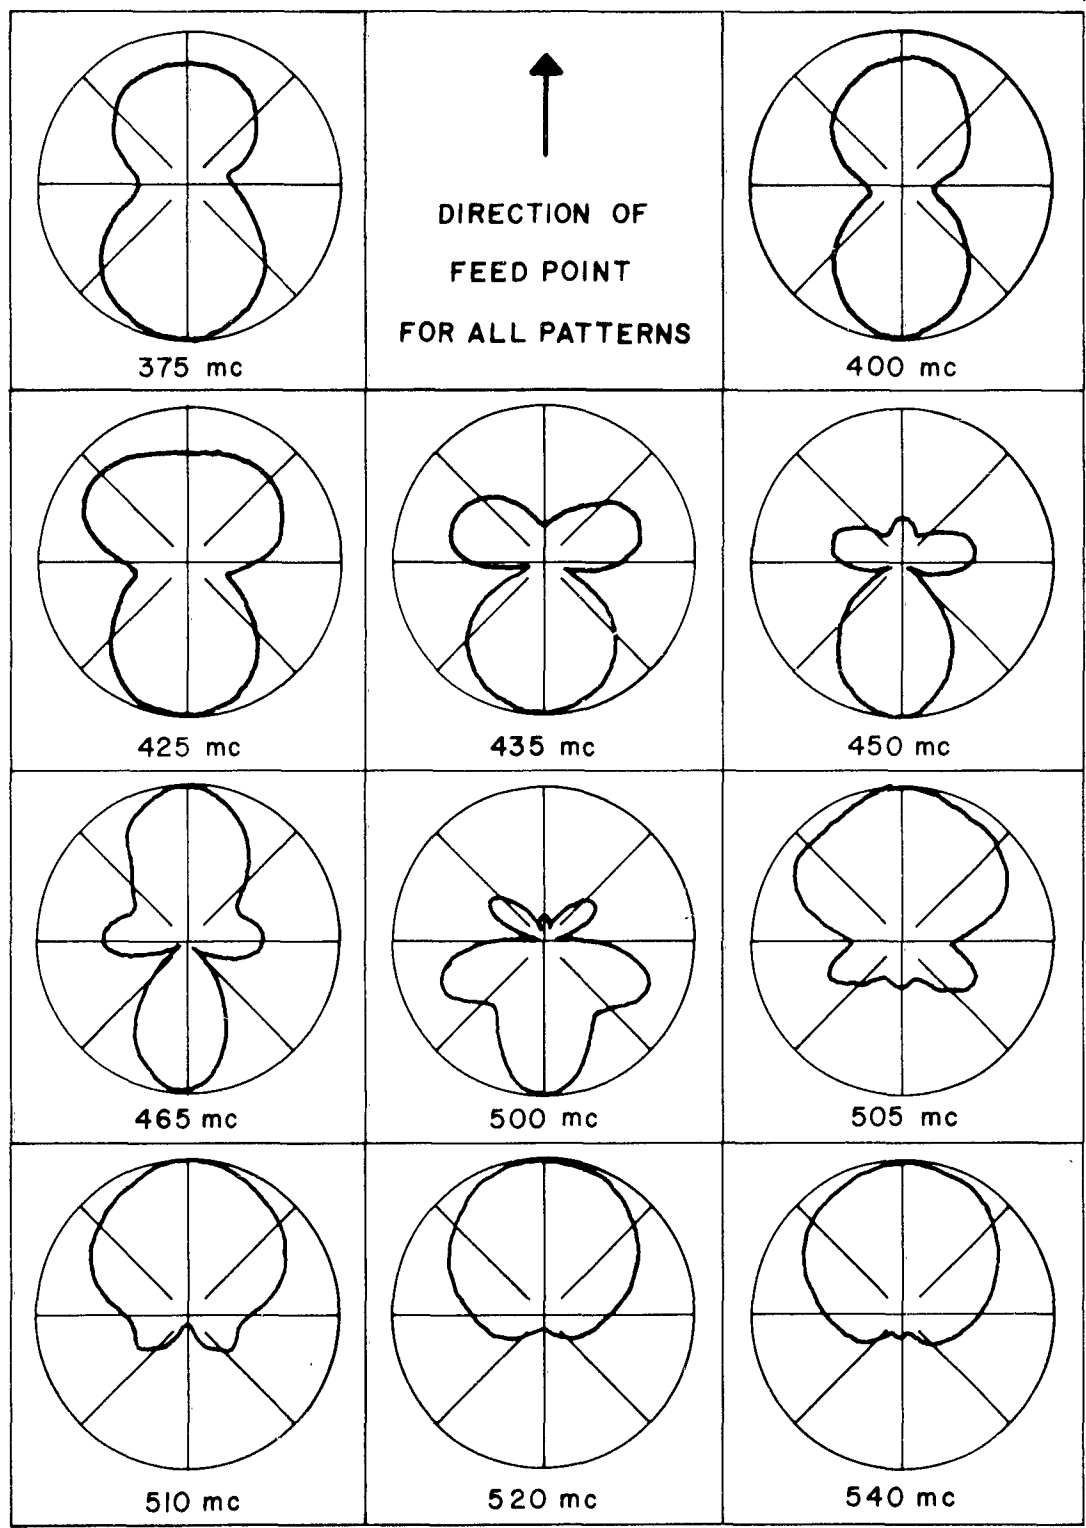 375 mc
DIRECTION OF
FEED POINT
FOR ALL PATTERNS
400 mc
425 mc
435 mc
450 mc
465 mc
500 mc
505 mc
510 mc
520 mc
540 mc